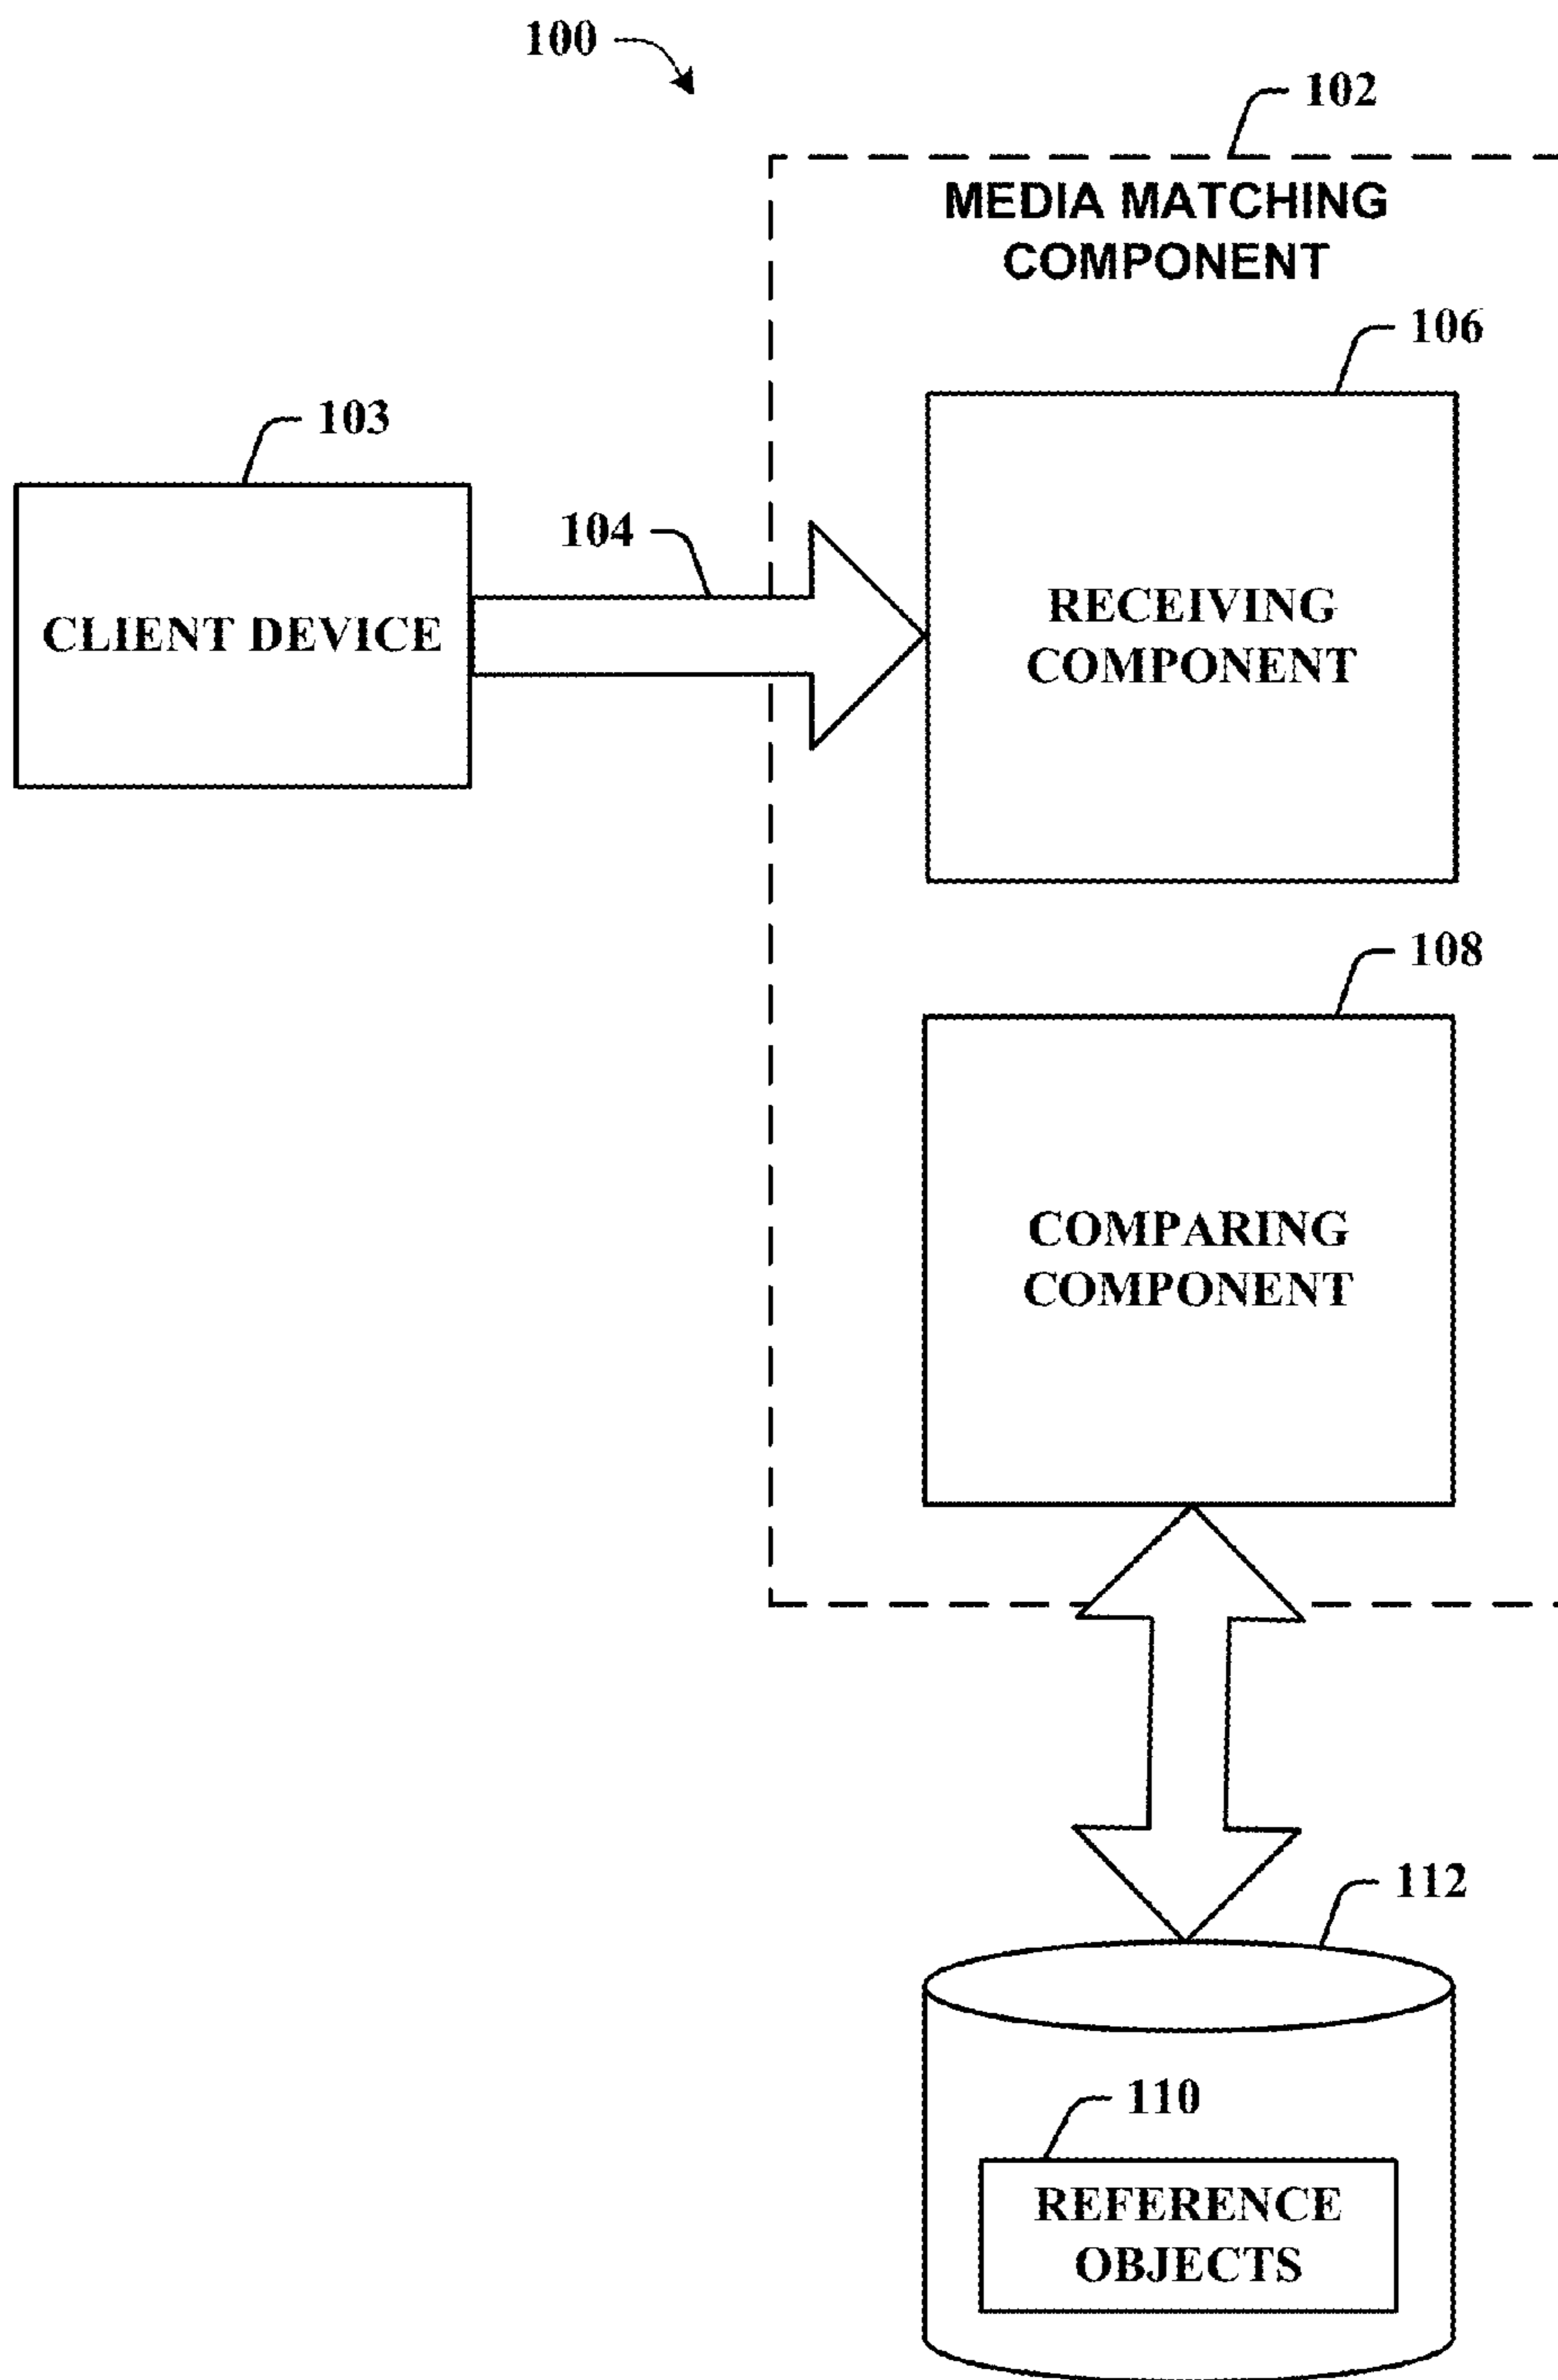 100
102
MEDIA MATCHING
COMPONENT
106
103
104
CLIENT DEVICE
RECEIVING
COMPONENT
108
COMPARING
COMPONENT
112
110
REFERENCE
OBJECTS